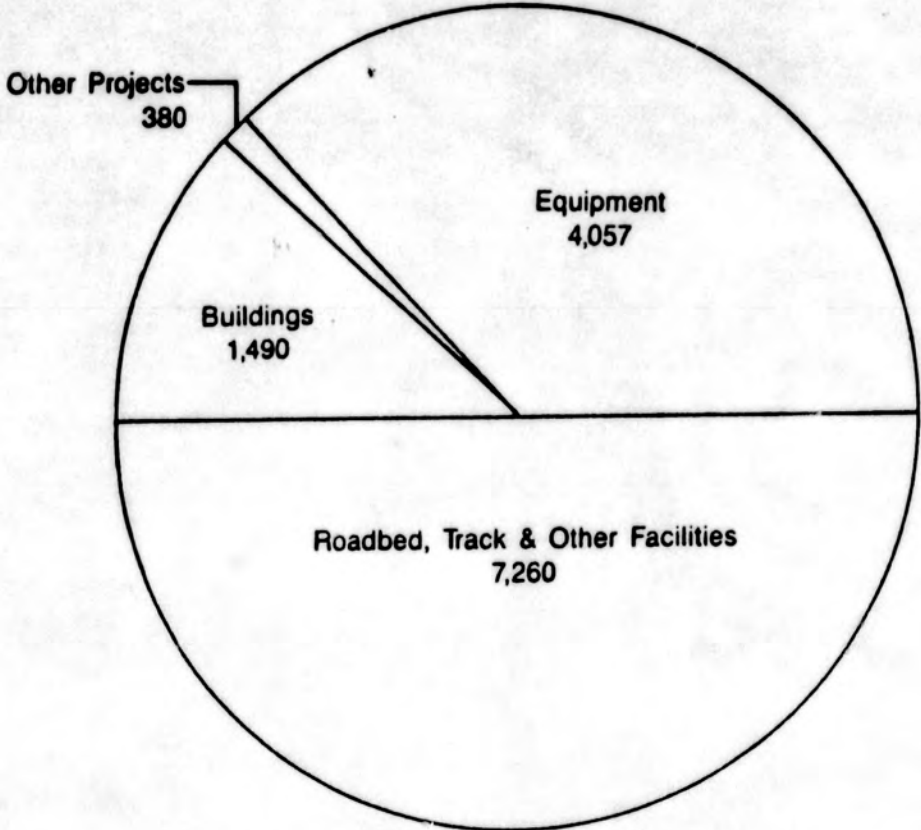 Other Projects
380
Equipment
4,057
Buildings
1,490
Roadbed, Track & Other Facilities
7,260